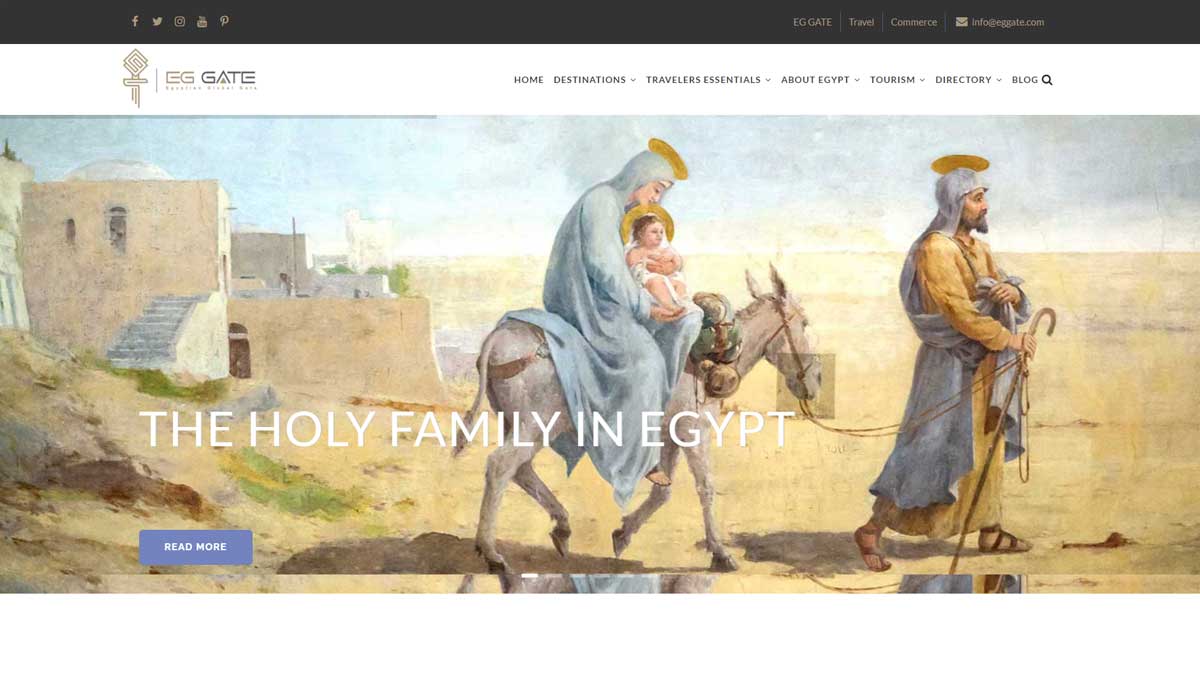 EG GATE
Travel
Commerce
info@eggate.com
EG GATE
Egyptian Global Gate
HOME
DESTINATIONS
TRAVELERS ESSENTIALS
ABOUT EGYPT
TOURISM
DIRECTORY
BLOG
THE HOLY FAMILY IN EGYPT
READ MORE